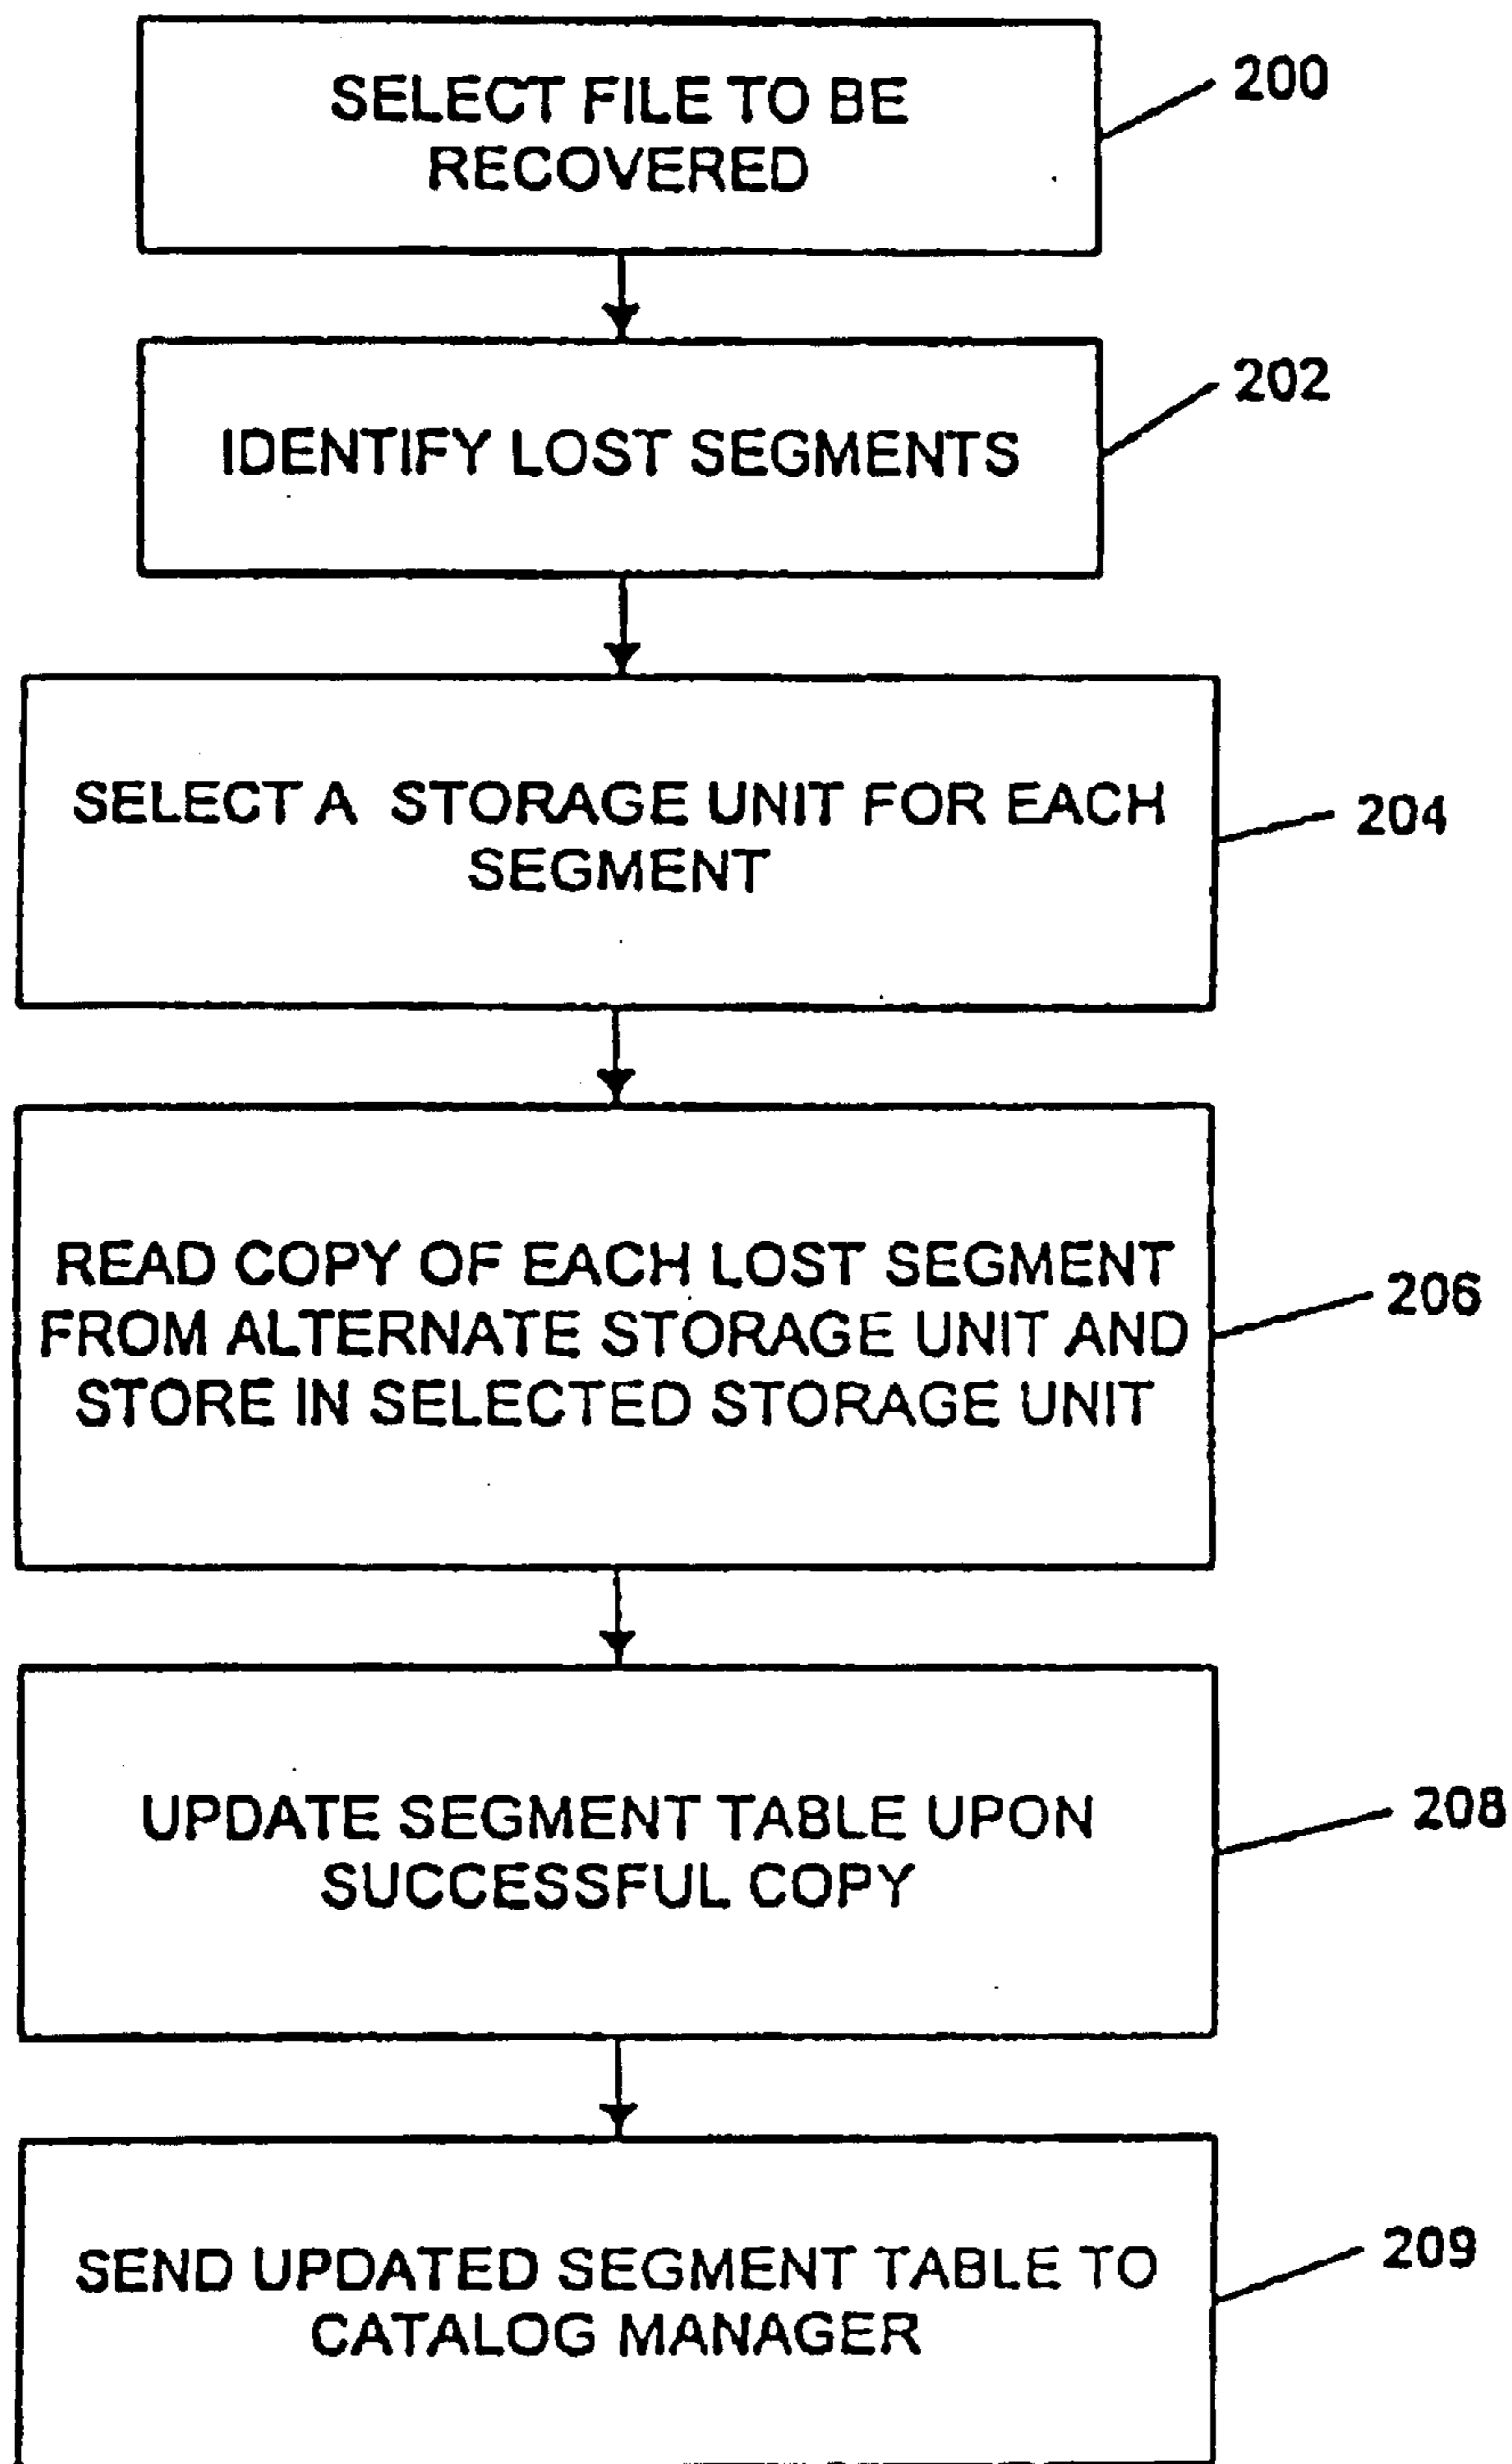 SELECT FILE TO BE
RECOVERED
200
IDENTIFY LOST SEGMENTS
202
SELECT A STORAGE UNIT FOR EACH
SEGMENT
204
READ COPY OF EACH LOST SEGMENT
FROM ALTERNATE STORAGE UNIT AND
STORE IN SELECTED STORAGE UNIT
206
UPDATE SEGMENT TABLE UPON
SUCCESSFUL COPY
208
SEND UPDATED SEGMENT TABLE TO
CATALOG MANAGER
209